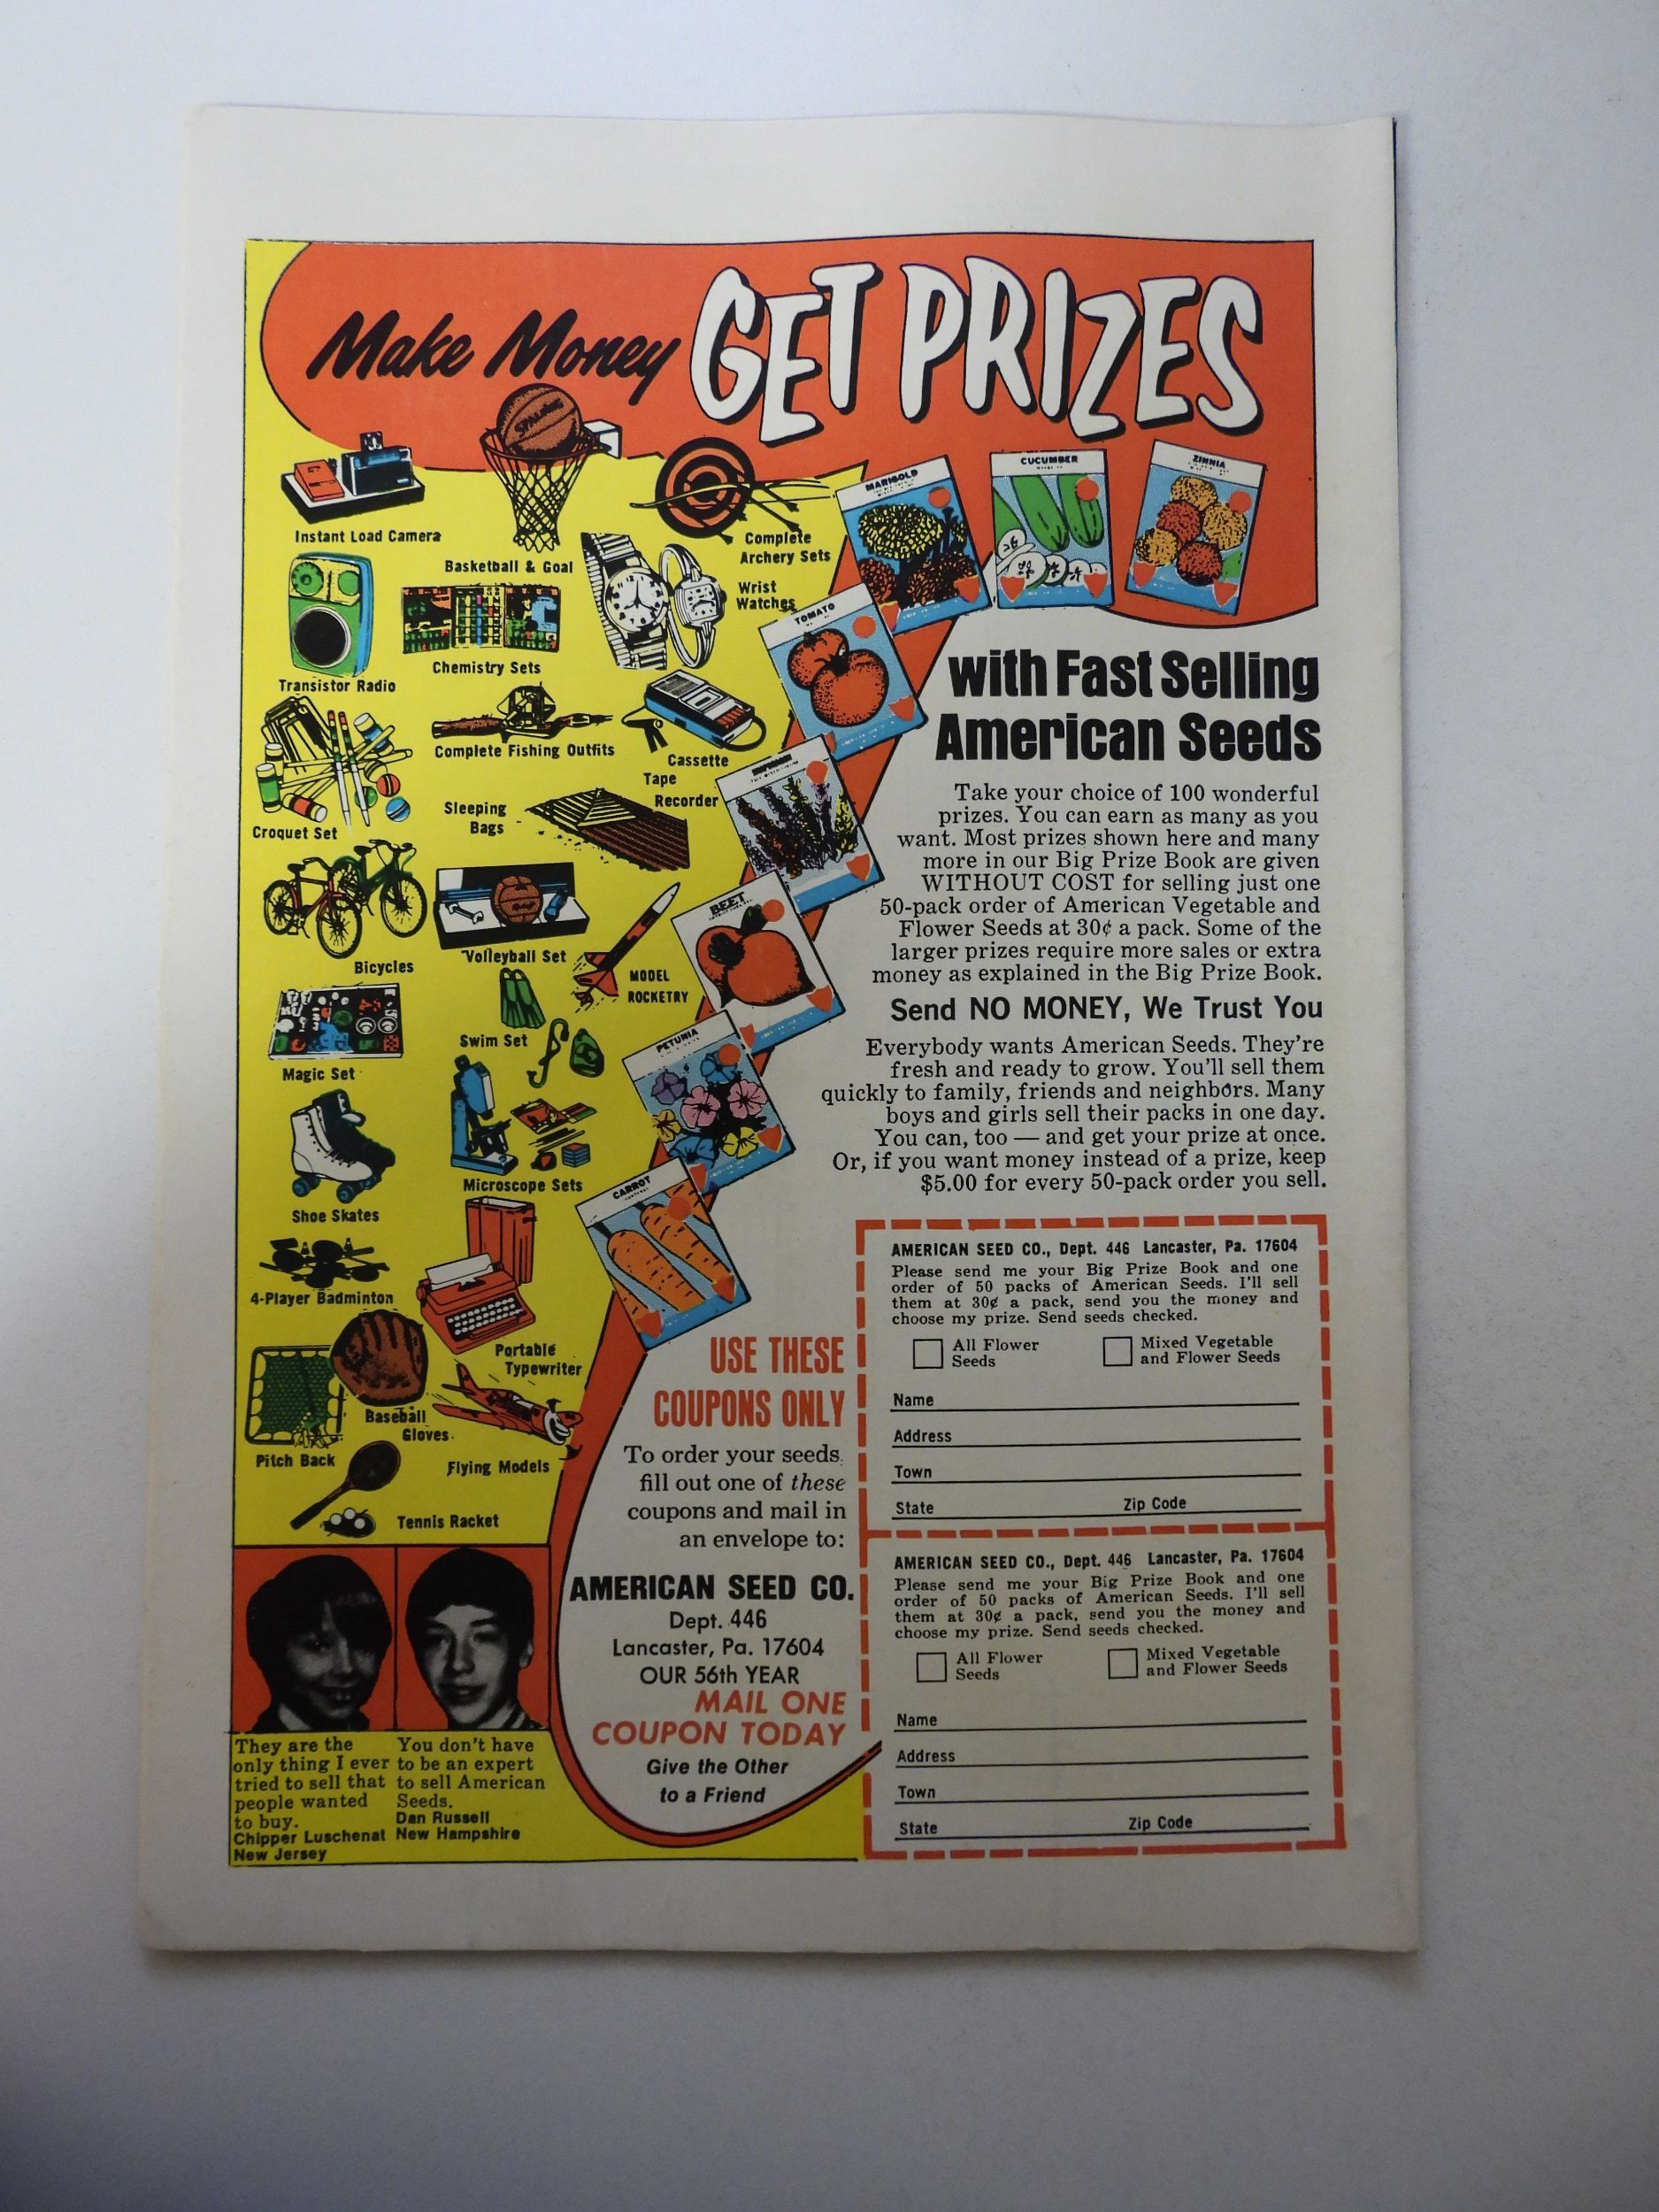 Make Money GET PRIZES
SPALDING
Instant Load Camera
Basketball & Goal
Complete
Archery Sets
Wrist
Watches
Transistor Radio
Chemistry Sets
Complete Fishing Outfits
Cassette
Tape
Recorder
Croquet Set
Sleeping
Bags
Bicycles
Volleyball Set
MODEL
ROCKETRY
Swim Set
Magic Set
Microscope Sets
Shoe Skates
4-Player Badminton
Portable
Typewriter
Baseball
Gloves
Pitch Back
Flying Models
Tennis Racket
MARIGOLD
CUCUMBER
ZINNIA
TOMATO
BEET
PETUNIA
CARROT
with Fast Selling
American Seeds
Take your choice of 100 wonderful
prizes. You can earn as many as you
want. Most prizes shown here and many
more in our Big Prize Book are given
WITHOUT COST for selling just one
50-pack order of American Vegetable and
Flower Seeds at 30¢ a pack. Some of the
larger prizes require more sales or extra
money as explained in the Big Prize Book.
Send NO MONEY, We Trust You
Everybody wants American Seeds. They're
fresh and ready to grow. You'll sell them
quickly to family, friends and neighbors. Many
boys and girls sell their packs in one day.
You can, too — and get your prize at once.
Or, if you want money instead of a prize, keep
$5.00 for every 50-pack order you sell.
USE THESE
COUPONS ONLY
To order your seeds
fill out one of these
coupons and mail in
an envelope to:
AMERICAN SEED CO.
Dept. 446
Lancaster, Pa. 17604
OUR 56th YEAR
MAIL ONE
COUPON TODAY
Give the Other
to a Friend
AMERICAN SEED CO., Dept. 446 Lancaster, Pa. 17604
Please send me your Big Prize Book and one
order of 50 packs of American Seeds. I'll sell
them at 30¢ a pack, send you the money and
choose my prize. Send seeds checked.
All Flower
Seeds
Mixed Vegetable
and Flower Seeds
Name
Address
Town
State Zip Code
AMERICAN SEED CO., Dept. 446 Lancaster, Pa. 17604
Please send me your Big Prize Book and one
order of 50 packs of American Seeds. I'll sell
them at 30¢ a pack, send you the money and
choose my prize. Send seeds checked.
All Flower
Seeds
Mixed Vegetable
and Flower Seeds
Name
Address
Town
State Zip Code
They are the
only thing I ever
tried to sell that
people wanted
to buy.
Chipper Luschenat
New Jersey
You don't have
to be an expert
to sell American
Seeds.
Dan Russell
New Hampshire